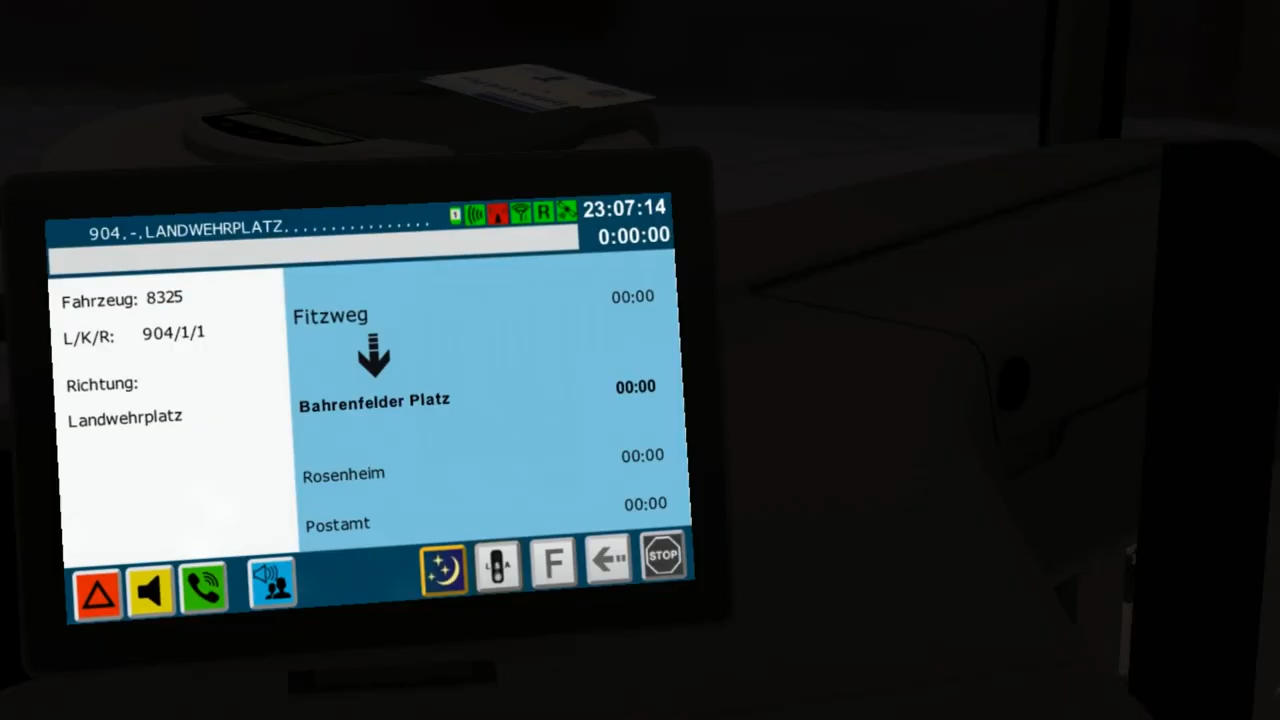 904.-.LANDWEHRPLATZ................
1
R
23:07:14
0:00:00
Fahrzeug: 8325
L/K/R: 904/1/1
Richtung:
Landwehrplatz
Fitzweg 00:00
Bahrenfelder Platz 00:00
Rosenheim 00:00
Postamt 00:00
L A
F
STOP